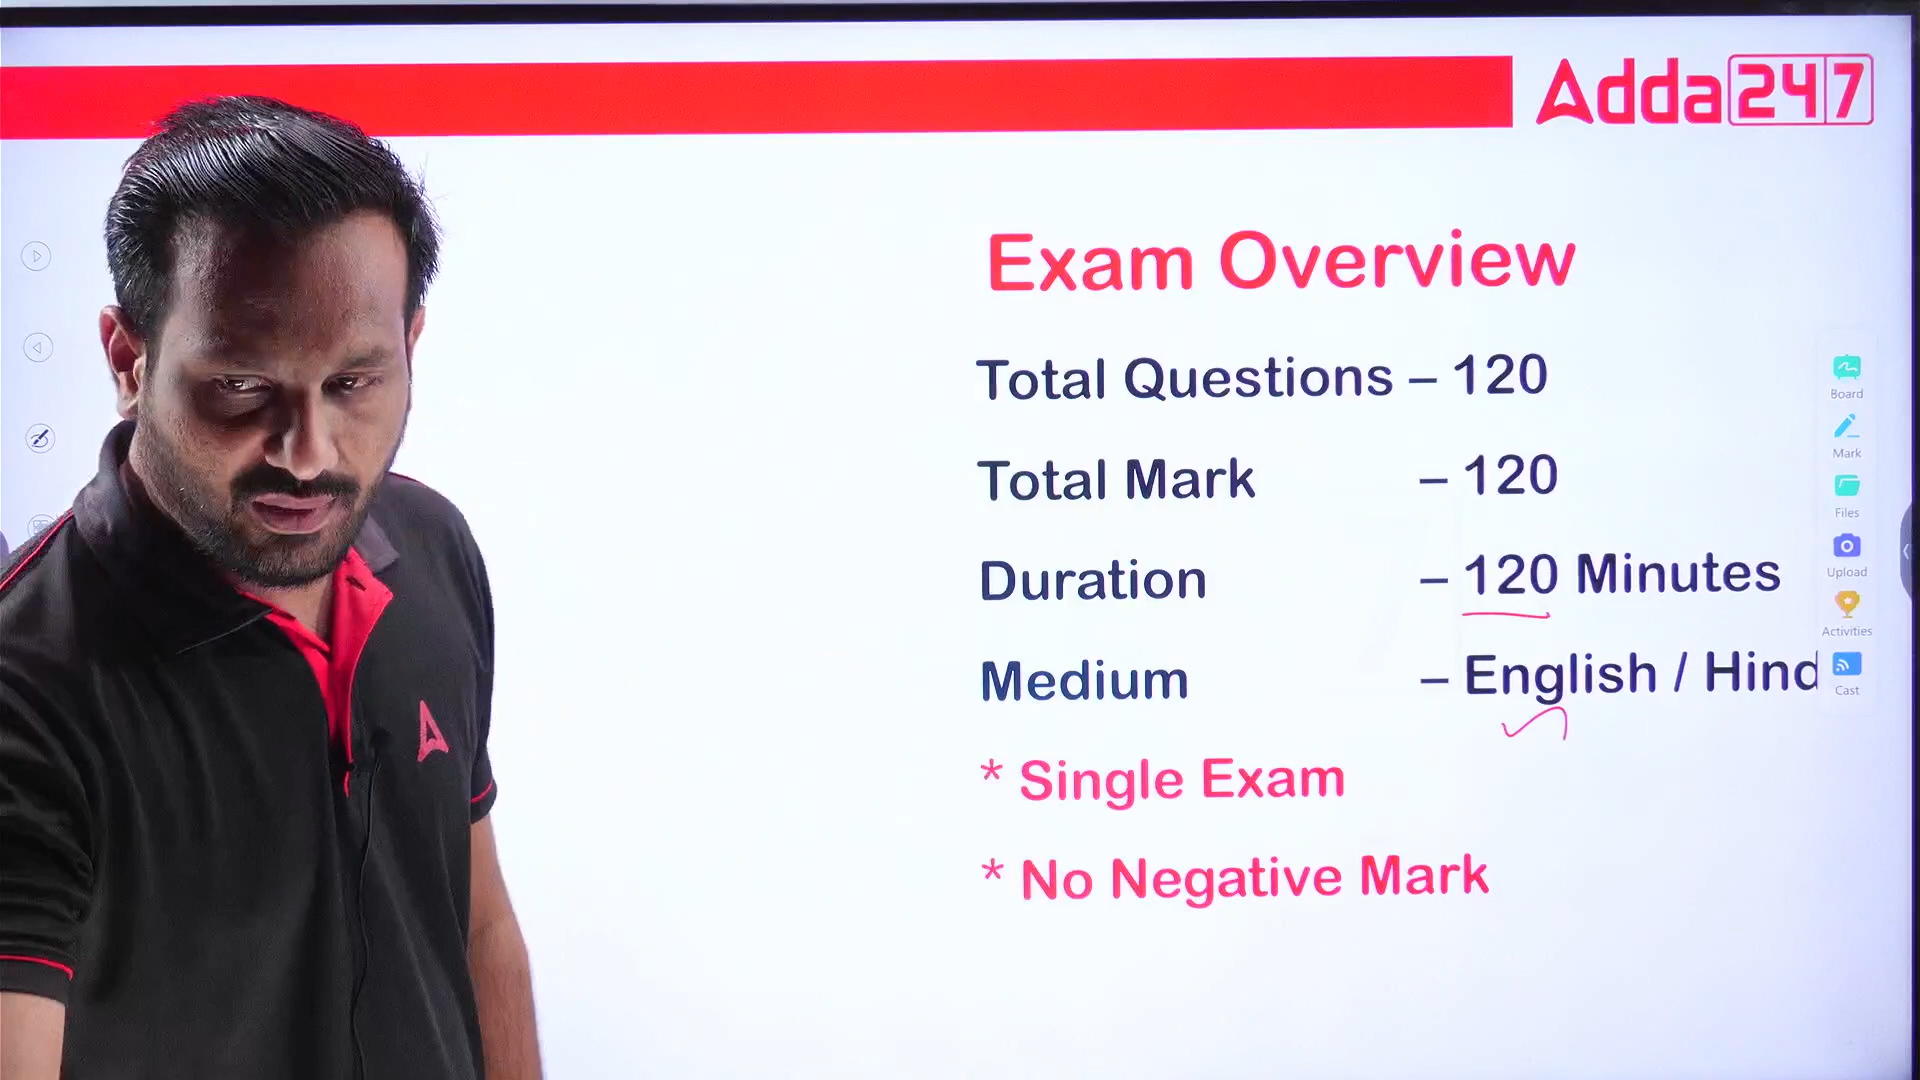 Adda247
Exam Overview
Total Questions – 120
Total Mark – 120
Duration – 120 Minutes
Medium – English / Hind
* Single Exam
* No Negative Mark
Board
Mark
Files
Upload
Activities
Cast